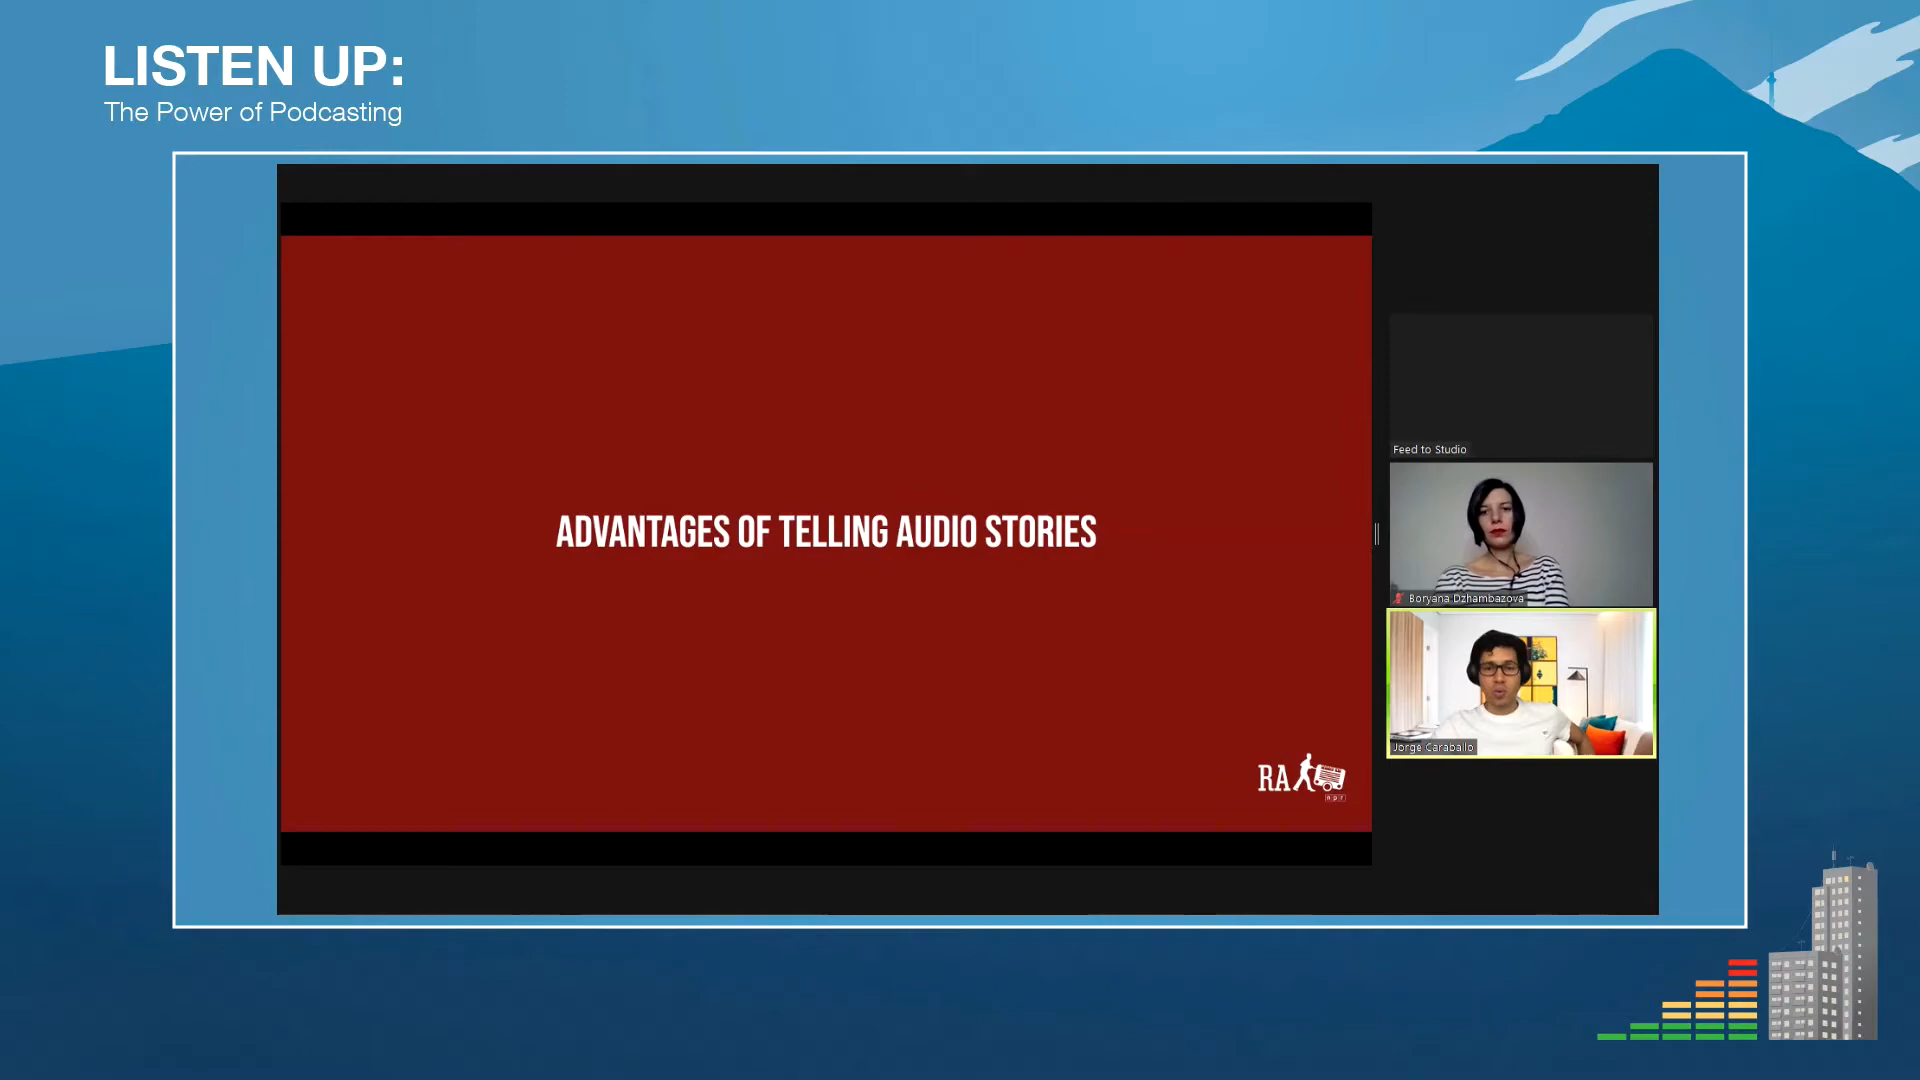 LISTEN UP:
The Power of Podcasting
ADVANTAGES OF TELLING AUDIO STORIES
RA
npr
Feed to Studio
Boryana Dzhambazova
Jorge Caraballo